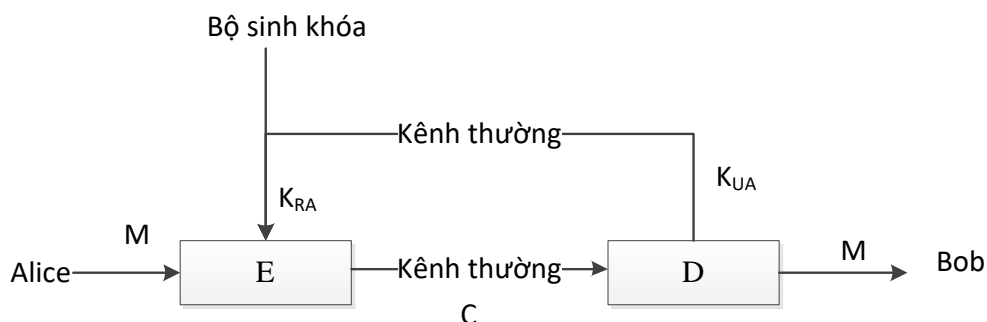 Bộ sinh khóa
Kênh thường
K_RA
K_UA
M
Alice
E
Kênh thường
D
M
Bob
C